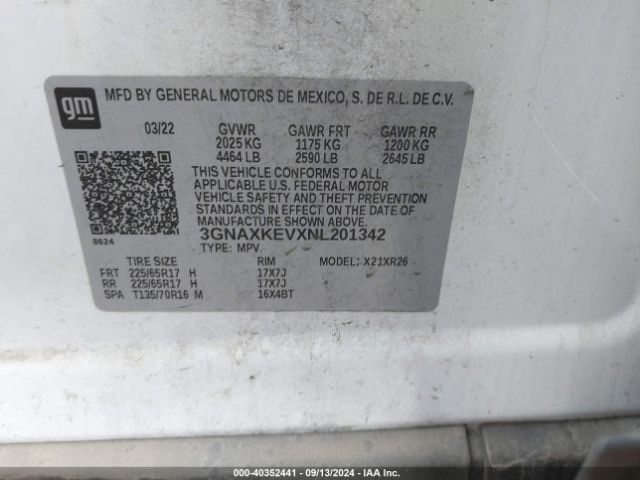 gm
MFD BY GENERAL MOTORS DE MEXICO, S. DE R.L. DE C.V.
03/22 GVWR GAWR FRT GAWR RR
2025 KG 1175 KG 1200 KG
4464 LB 2590 LB 2645 LB
THIS VEHICLE CONFORMS TO ALL
APPLICABLE U.S. FEDERAL MOTOR
VEHICLE SAFETY AND THEFT PREVENTION
STANDARDS IN EFFECT ON THE DATE OF
MANUFACTURE SHOWN ABOVE.
8624 3GNAXKEVXNL201342
TYPE: MPV.
TIRE SIZE RIM MODEL: X21XR26
FRT 225/65R17 H 17X7J
RR 225/65R17 H 17X7J
SPA T135/70R16 M 16X4BT
000-40352441 - 09/13/2024 - IAA Inc.